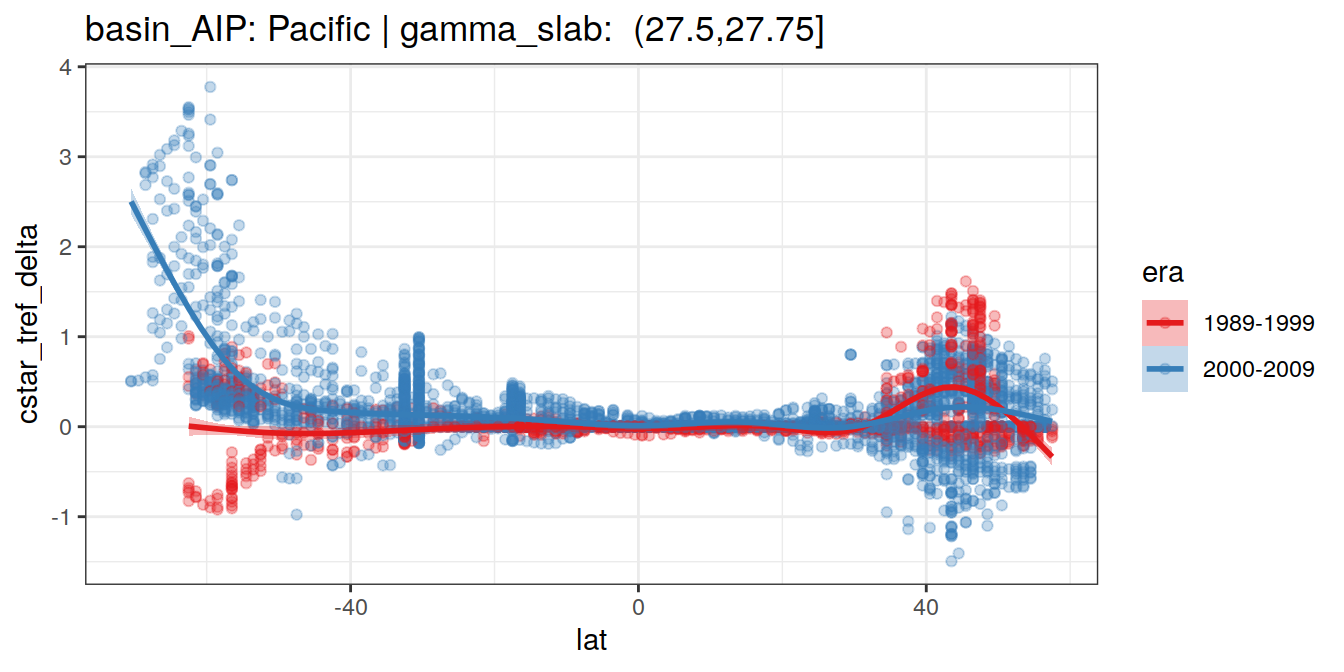 basin_AIP: Pacific | gamma_slab:  (27.5,27.75]
cstar_tref_delta
4
3
2
1
0
-1
-40
0
40
lat
era
1989-1999
2000-2009